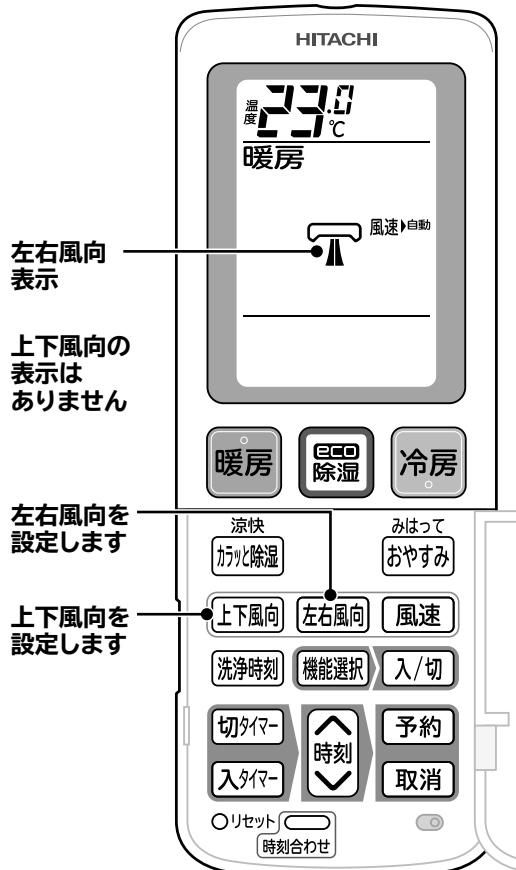 HITACHI
温度23.0℃
暖房
風速▶自動
左右風向
表示
上下風向の
表示は
ありません
暖房
eco
除湿
冷房
左右風向を
設定します
涼快
カラッと除湿
みはって
おやすみ
上下風向を
設定します
上下風向
左右風向
風速
洗浄時刻
機能選択
入/切
切タイマー
時刻
予約
入タイマー
取消
リセット
時刻合わせ